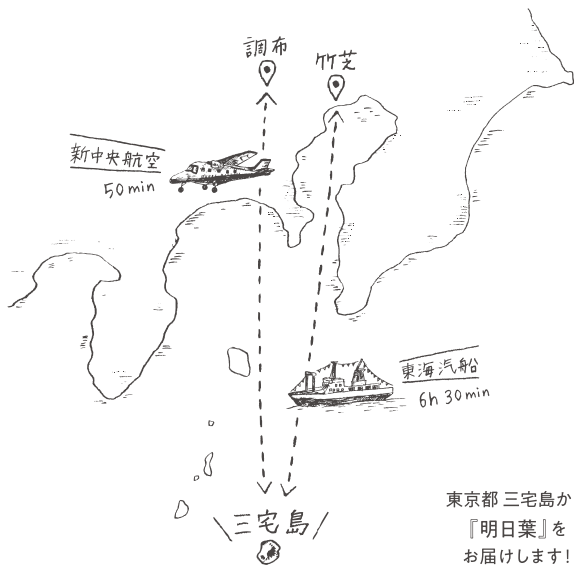 調布
竹芝
新中央航空
50min
東海汽船
6h 30min
三宅島
東京都 三宅島か
『明日葉』を
お届けします！